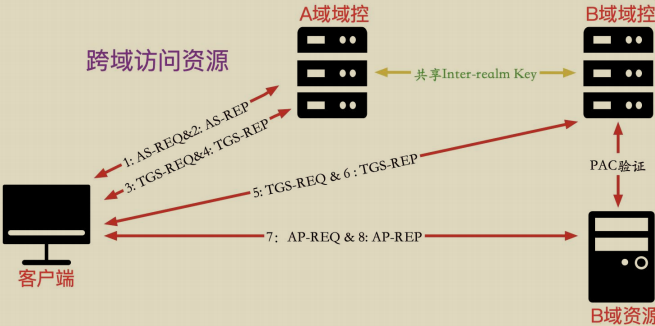 A域域控
B域域控
跨域访问资源
共享Inter-realm Key
1: AS-REQ&2: AS-REP
3: TGS-REQ&4: TGS-REP
5: TGS-REQ & 6 : TGS-REP
PAC验证
7： AP-REQ & 8: AP-REP
客户端
B域资源